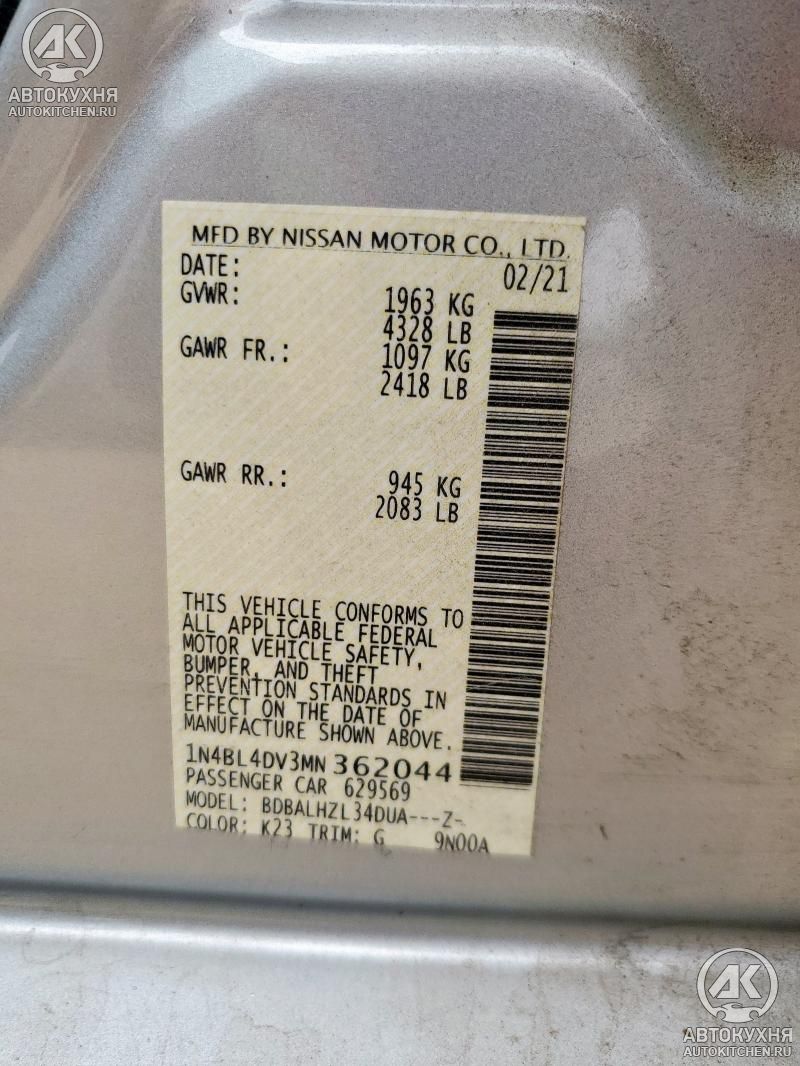 АК
АВТОКУХНЯ
AUTOKITCHEN.RU
MFD BY NISSAN MOTOR CO., LTD.
DATE: 02/21
GVWR: 1963 KG
4328 LB
GAWR FR.: 1097 KG
2418 LB
GAWR RR.: 945 KG
2083 LB
THIS VEHICLE CONFORMS TO
ALL APPLICABLE FEDERAL
MOTOR VEHICLE SAFETY,
BUMPER, AND THEFT
PREVENTION STANDARDS IN
EFFECT ON THE DATE OF
MANUFACTURE SHOWN ABOVE.
1N4BL4DV3MN 362044
PASSENGER CAR 629569
MODEL: BDBALHZL34DUA---Z-
COLOR: K23 TRIM: G 9N00A
АК
АВТОКУХНЯ
AUTOKITCHEN.RU